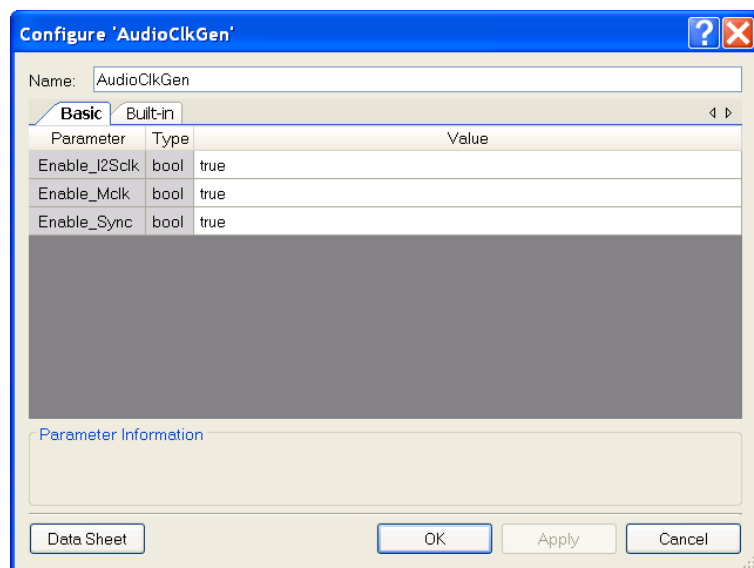 Configure 'AudioClkGen'
Name: AudioClkGen
Basic Built-in
Parameter Type Value
Enable_I2Sclk bool true
Enable_Mclk bool true
Enable_Sync bool true
Parameter Information
Data Sheet OK Apply Cancel